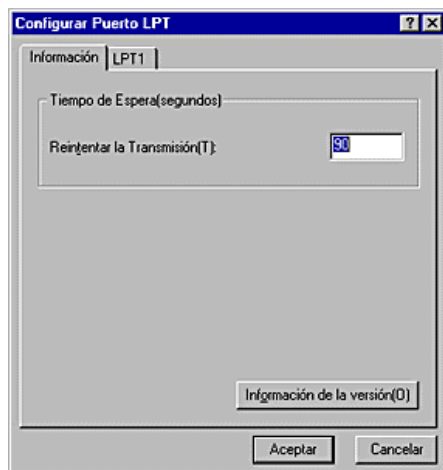 Configurar Puerto LPT
Información LPT1
Tiempo de Espera(segundos)
Reintentar la Transmisión(T): 90
Información de la versión(O)
Aceptar Cancelar